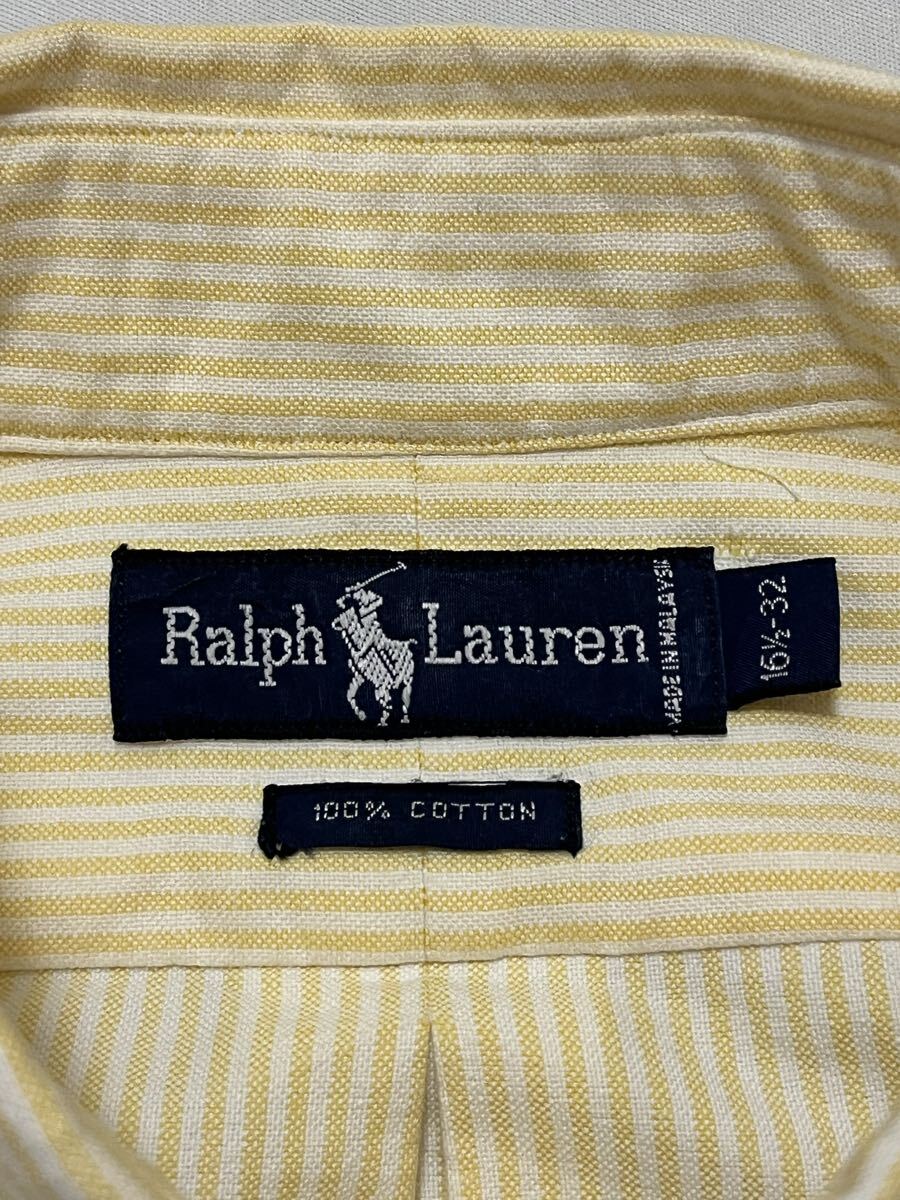 Ralph Lauren
MADE IN MALAYSIA
16½-32
100% COTTON